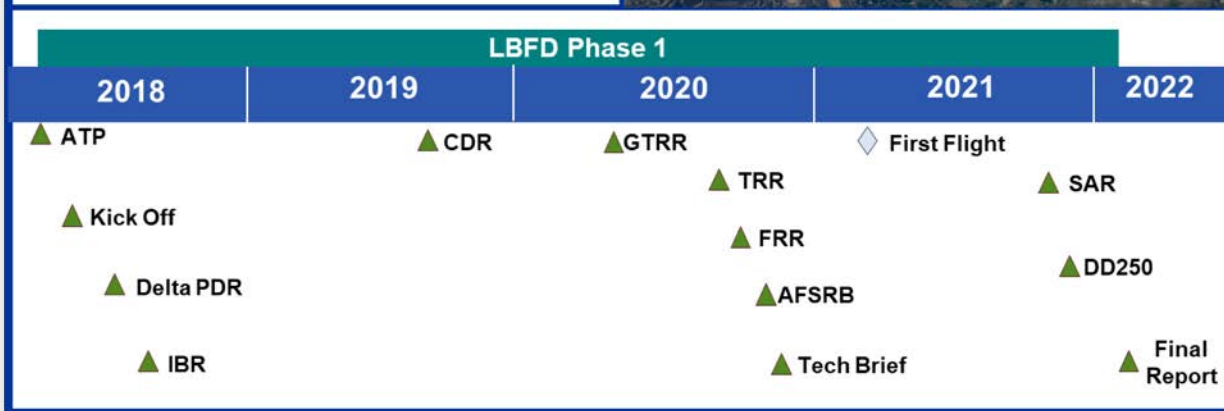 LBFD Phase 1
2018 2019 2020 2021 2022
ATP CDR GTRR First Flight
TRR SAR
Kick Off
FRR
DD250
Delta PDR
AFSRB
IBR Tech Brief Final
Report